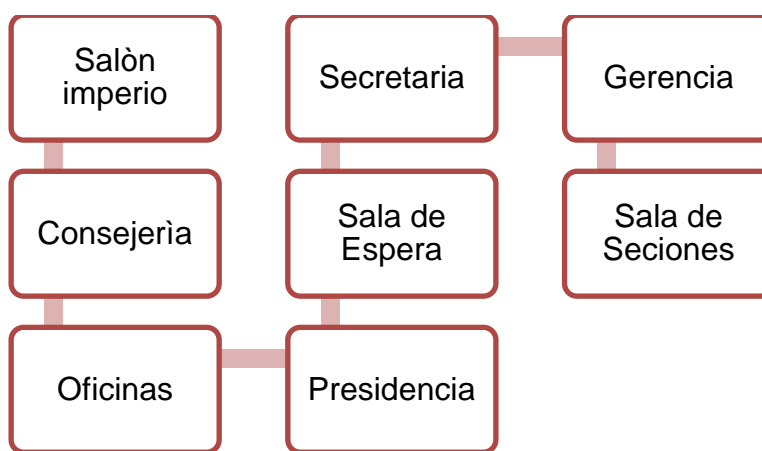 Salòn
imperio
Consejerìa
Oficinas
Presidencia
Sala de
Espera
Secretaria
Gerencia
Sala de
Seciones